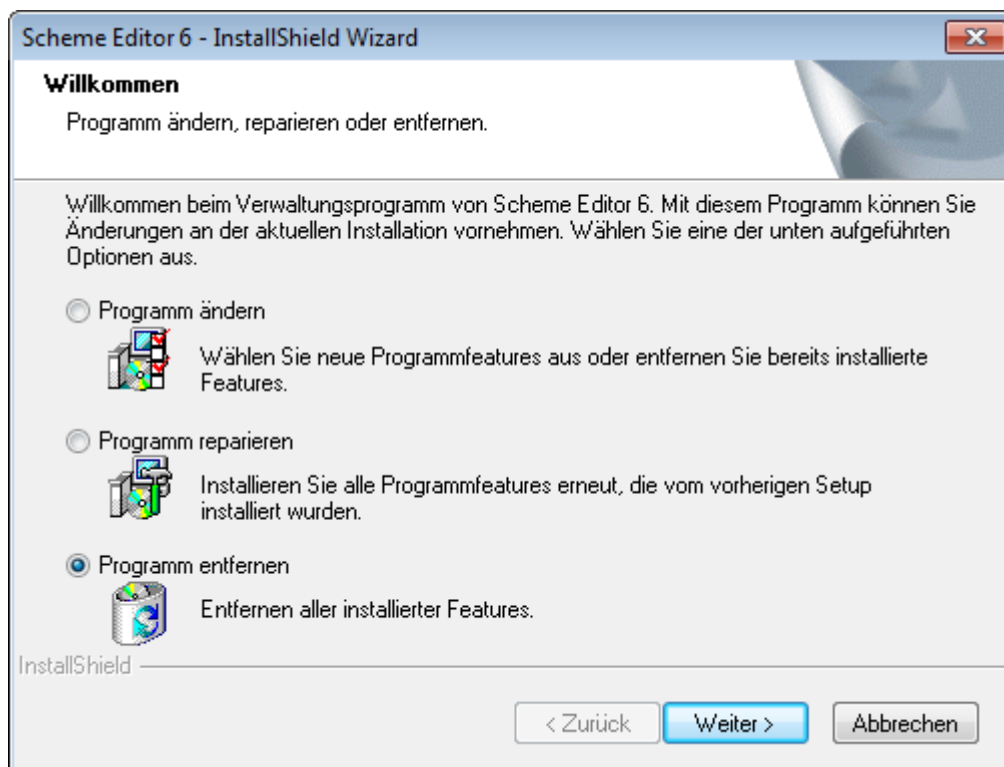 Scheme Editor 6 - InstallShield Wizard
Willkommen
Programm ändern, reparieren oder entfernen.
Willkommen beim Verwaltungsprogramm von Scheme Editor 6. Mit diesem Programm können Sie
Änderungen an der aktuellen Installation vornehmen. Wählen Sie eine der unten aufgeführten
Optionen aus.
Programm ändern
Wählen Sie neue Programmfeatures aus oder entfernen Sie bereits installierte
Features.
Programm reparieren
Installieren Sie alle Programmfeatures erneut, die vom vorherigen Setup
installiert wurden.
Programm entfernen
Entfernen aller installierter Features.
InstallShield
< Zurück
Weiter >
Abbrechen